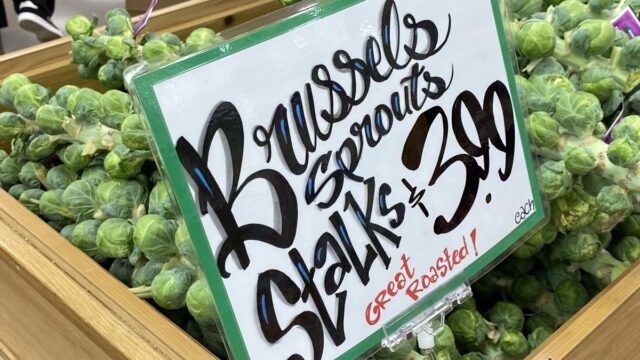 Brussels
Sprouts
Stalks $3.99
each
Great
Roasted!